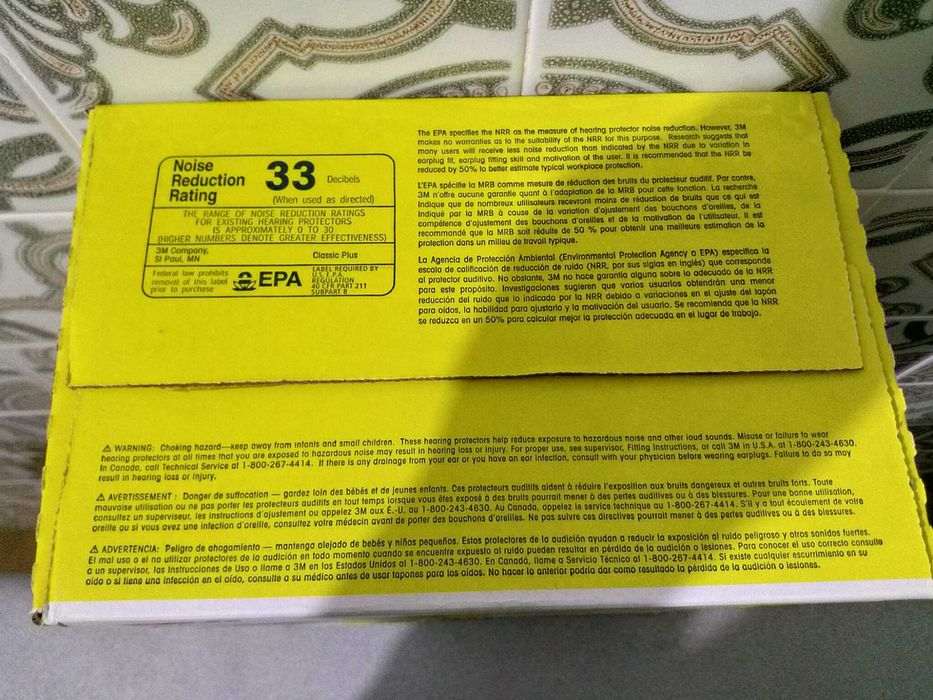 Noise
Reduction
Rating
33 Decibels
(When used as directed)
THE RANGE OF NOISE REDUCTION RATINGS
FOR EXISTING HEARING PROTECTORS
IS APPROXIMATELY 0 TO 30
(HIGHER NUMBERS DENOTE GREATER EFFECTIVENESS)
3M Company,
St Paul, MN
Classic Plus
Federal law prohibits
removal of this label
prior to purchase
EPA
LABEL REQUIRED BY
U.S. E.P.A.
REGULATION
40 CFR PART 211
SUBPART B
The EPA specifies the NRR as the measure of hearing protector noise reduction. However, 3M
makes no warranties as to the suitability of the NRR for this purpose. Research suggests that
many users will receive less noise reduction than indicated by the NRR due to variation in
earplug fit, earplug fitting skill and motivation of the user. It is recommended that the NRR be
reduced by 50% to better estimate typical workplace protection.
L'EPA spécifie la MRB comme mesure de réduction des bruits du protecteur auditif. Par contre,
3M n'offre aucune garantie quant à l'adaptation de la MRB pour cette fonction. La recherche
indique que de nombreux utilisateurs recevront moins de réduction de bruits que ce qui est
indiqué par la MRB à cause de la variation d'ajustement des bouchons d'oreilles, de la
compétence d'ajustement des bouchons d'oreilles et de la motivation de l'utilisateur. Il est
recommandé que la MRB soit réduite de 50 % pour obtenir une meilleure estimation de la
protection dans un milieu de travail typique.
La Agencia de Protección Ambiental (Environmental Protection Agency o EPA) especifica la
escala de calificación de reducción de ruido (NRR, por sus siglas en inglés) que corresponde
al protector auditivo. No obstante, 3M no hace garantía alguna sobre lo adecuado de la NRR
para este propósito. Investigaciones sugieren que varios usuarios obtendrán una menor
reducción del ruido que lo indicado por la NRR debido a variaciones en el ajuste del tapón
para oídos, la habilidad para ajustarlo y la motivación del usuario. Se recomienda que la NRR
se reduzca en un 50% para calcular mejor la protección adecuada en el lugar de trabajo.
⚠ WARNING: Choking hazard—keep away from infants and small children. These hearing protectors help reduce exposure to hazardous noise and other loud sounds. Misuse or failure to wear
hearing protectors at all times that you are exposed to hazardous noise may result in hearing loss or injury. For proper use, see supervisor, Fitting Instructions, or call 3M in U.S.A. at 1-800-243-4630.
In Canada, call Technical Service at 1-800-267-4414. If there is any drainage from your ear or you have an ear infection, consult with your physician before wearing earplugs. Failure to do so may
result in hearing loss or injury.
⚠ AVERTISSEMENT : Danger de suffocation — gardez loin des bébés et de jeunes enfants. Ces protecteurs auditifs aident à réduire l'exposition aux bruits dangereux et autres bruits forts. Toute
mauvaise utilisation ou ne pas porter les protecteurs auditifs en tout temps lorsque vous êtes exposé à des bruits pourrait mener à des pertes auditives ou à des blessures. Pour une bonne utilisation,
consultez un superviseur, les instructions d'ajustement ou appelez 3M aux É.-U. au 1-800-243-4630. Au Canada, appelez le service technique au 1-800-267-4414. S'il y a tout écoulement de votre
oreille ou si vous avez une infection d'oreille, consultez votre médecin avant de porter des bouchons d'oreilles. Ne pas suivre ces directives pourrait mener à des pertes auditives ou à des blessures.
⚠ ADVERTENCIA: Peligro de ahogamiento — mantenga alejado de bebés y niños pequeños. Estos protectores de la audición ayudan a reducir la exposición al ruido peligroso y otros sonidos fuertes.
El mal uso o el no utilizar protectores de la audición en todo momento cuando se encuentre expuesto al ruido pueden resultar en pérdida de la audición o lesiones. Para conocer el uso correcto consulte
a un supervisor, las Instrucciones de Uso o llame a 3M en los Estados Unidos al 1-800-243-4630. En Canadá, llame a Servicio Técnico al 1-800-267-4414. Si existe cualquier escurrimiento en su
oído o si tiene una infección en el oído, consulte a su médico antes de usar tapones para los oídos. No hacer lo anterior podría dar como resultado la pérdida de la audición o lesiones.